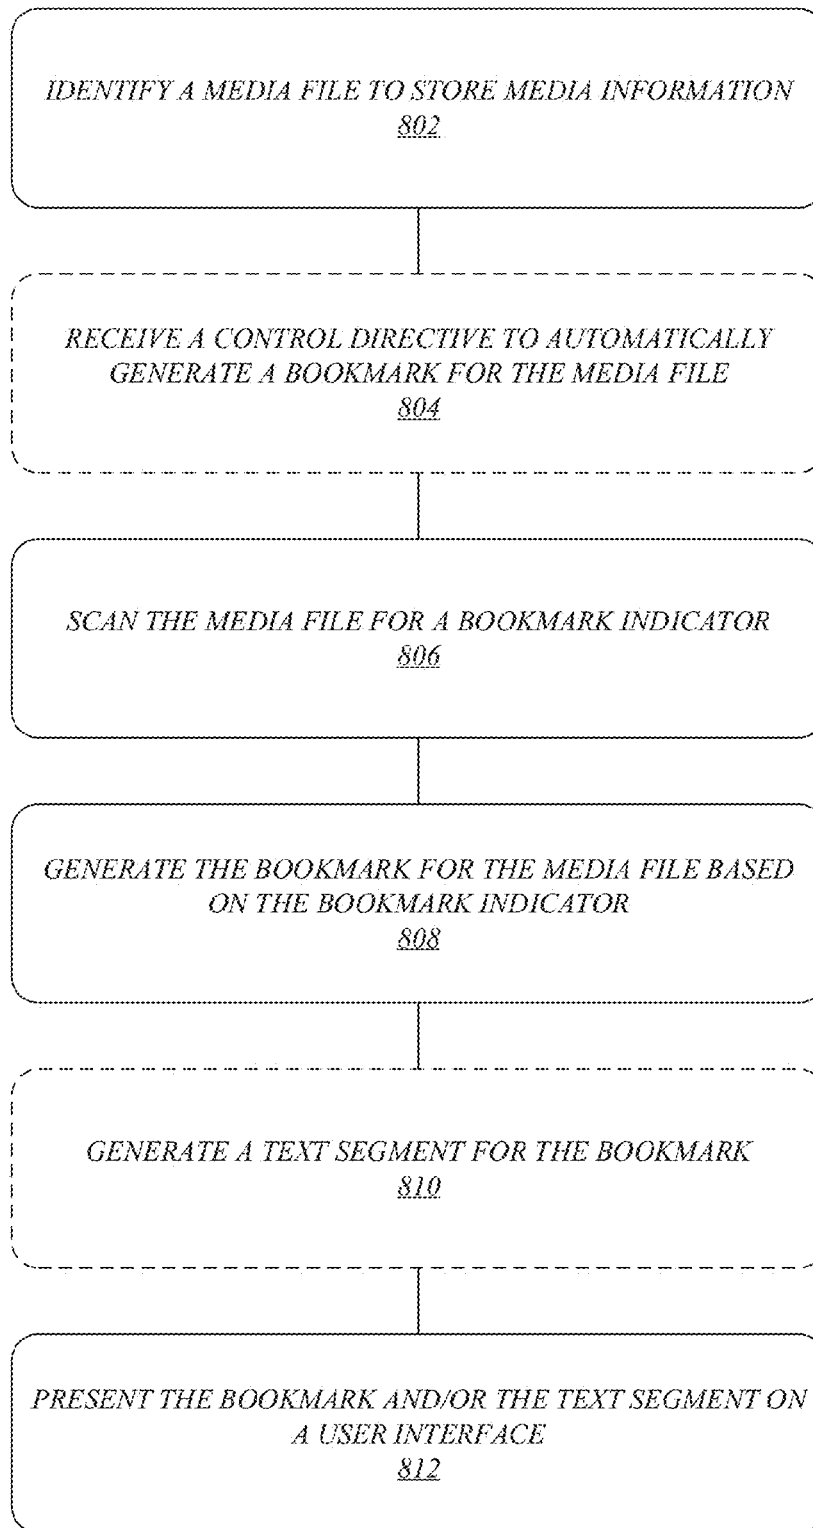 IDENTIFY A MEDIA FILE TO STORE MEDIA INFORMATION
802
RECEIVE A CONTROL DIRECTIVE TO AUTOMATICALLY
GENERATE A BOOKMARK FOR THE MEDIA FILE
804
SCAN THE MEDIA FILE FOR A BOOKMARK INDICATOR
806
GENERATE THE BOOKMARK FOR THE MEDIA FILE BASED
ON THE BOOKMARK INDICATOR
808
GENERATE A TEXT SEGMENT FOR THE BOOKMARK
810
PRESENT THE BOOKMARK AND/OR THE TEXT SEGMENT ON
A USER INTERFACE
812